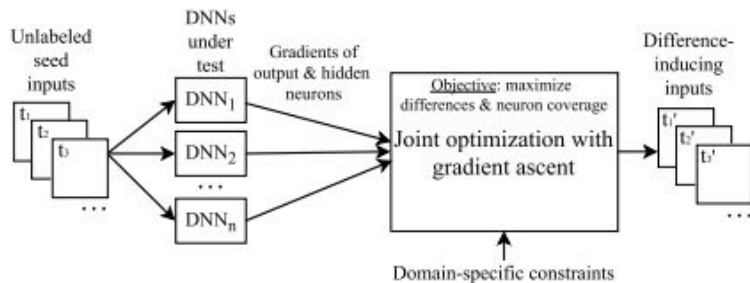 Unlabeled
seed
inputs
t₁
t₂
t₃
...
DNNs
under
test
DNN₁
DNN₂
...
DNNₙ
Gradients of
output & hidden
neurons
Objective: maximize
differences & neuron coverage
Joint optimization with
gradient ascent
Domain-specific constraints
Difference-
inducing
inputs
t₁'
t₂'
t₃'
...